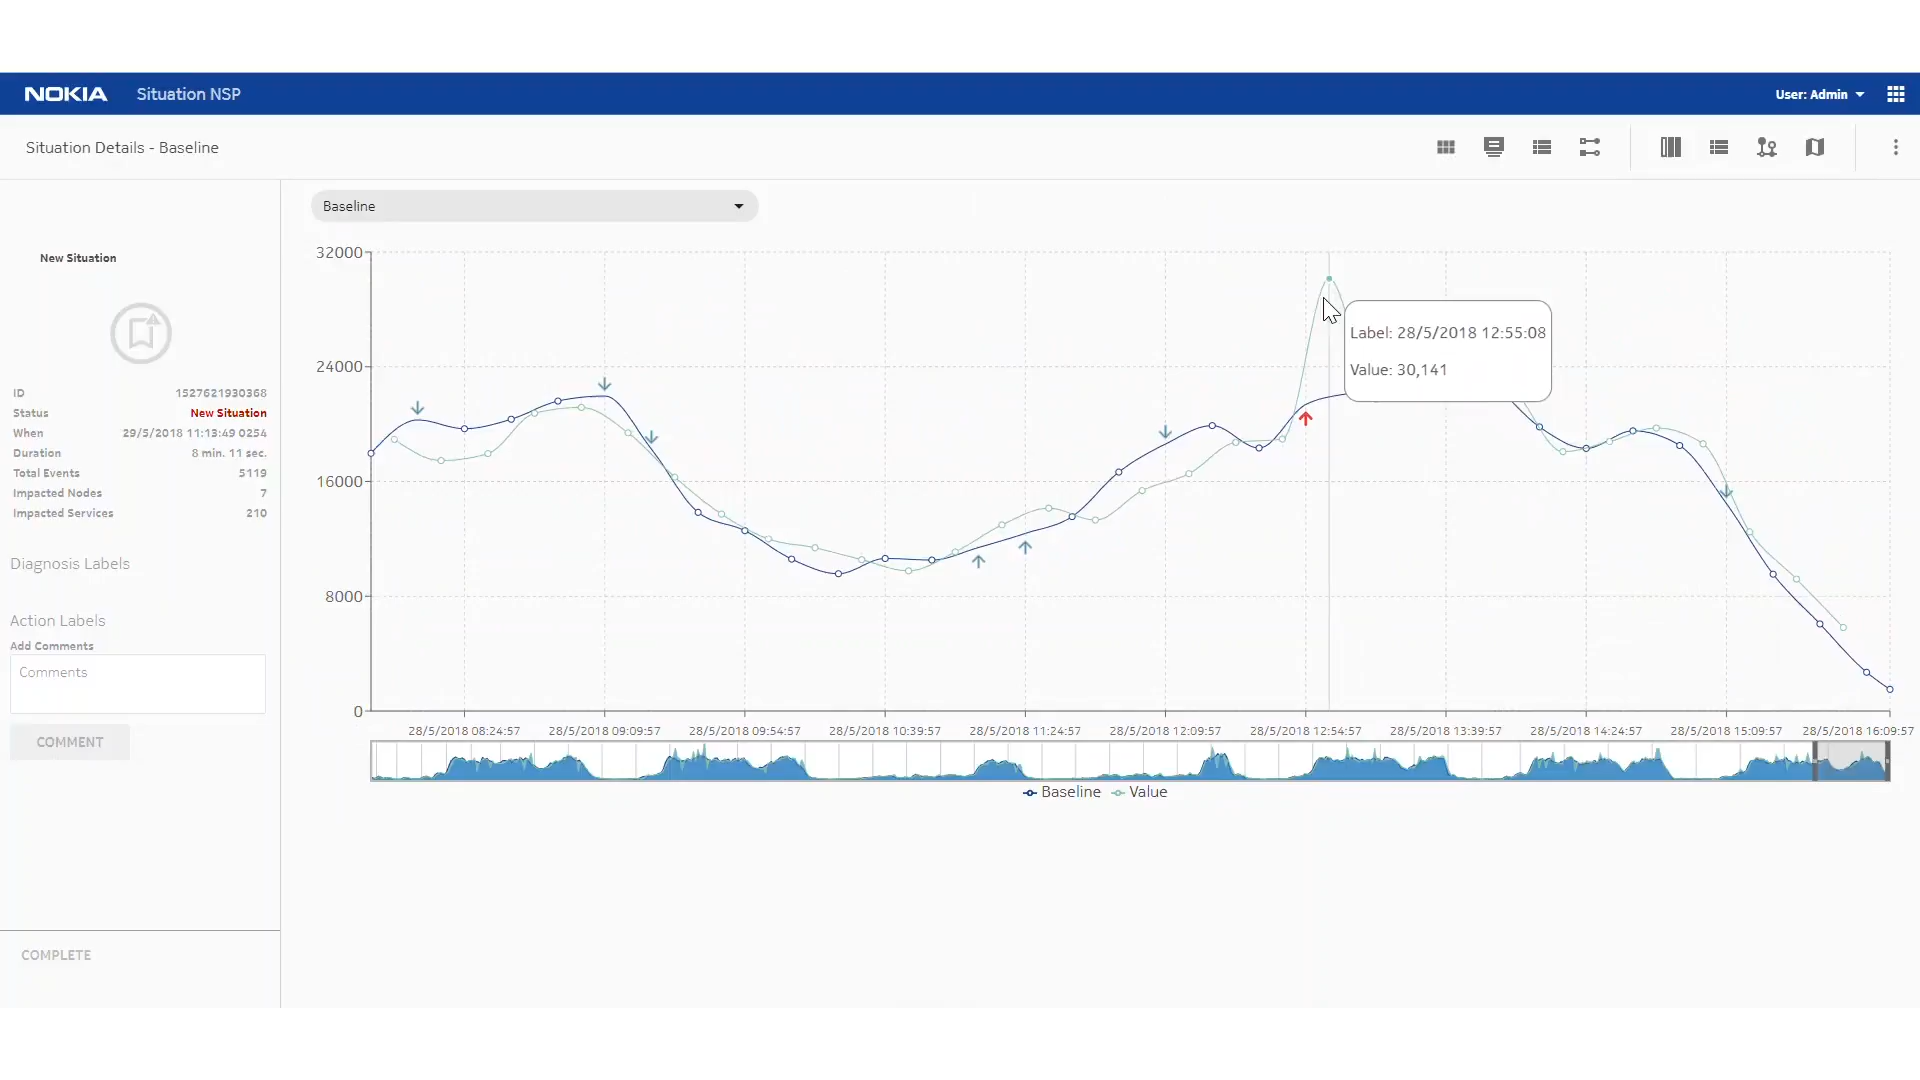 NOKIA Situation NSP User: Admin
Situation Details - Baseline
Baseline
New Situation
ID 1527621930368
Status New Situation
When 29/5/2018 11:13:49 0254
Duration 8 min. 11 sec.
Total Events 5119
Impacted Nodes 7
Impacted Services 210
Diagnosis Labels
Action Labels
Add Comments
Comments
COMMENT
COMPLETE
32000
24000
16000
8000
0
Label: 28/5/2018 12:55:08
Value: 30,141
28/5/2018 08:24:57 28/5/2018 09:09:57 28/5/2018 09:54:57 28/5/2018 10:39:57 28/5/2018 11:24:57 28/5/2018 12:09:57 28/5/2018 12:54:57 28/5/2018 13:39:57 28/5/2018 14:24:57 28/5/2018 15:09:57 28/5/2018 16:09:57
Baseline Value